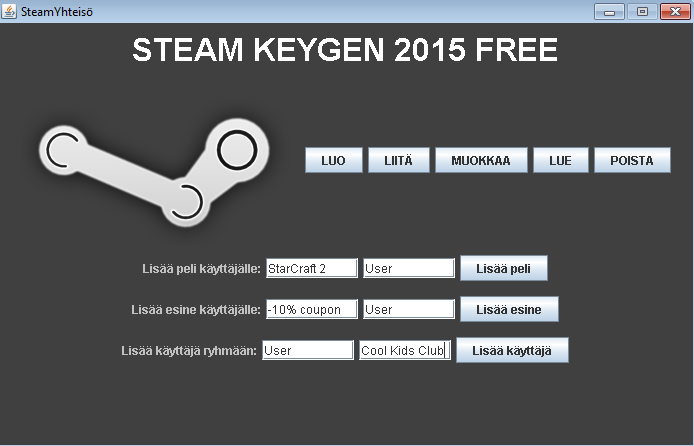 SteamYhteisö
STEAM KEYGEN 2015 FREE
LUO LIITÄ MUOKKAA LUE POISTA
Lisää peli käyttäjälle: StarCraft 2 User Lisää peli
Lisää esine käyttäjälle: -10% coupon User Lisää esine
Lisää käyttäjä ryhmään: User Cool Kids Club Lisää käyttäjä